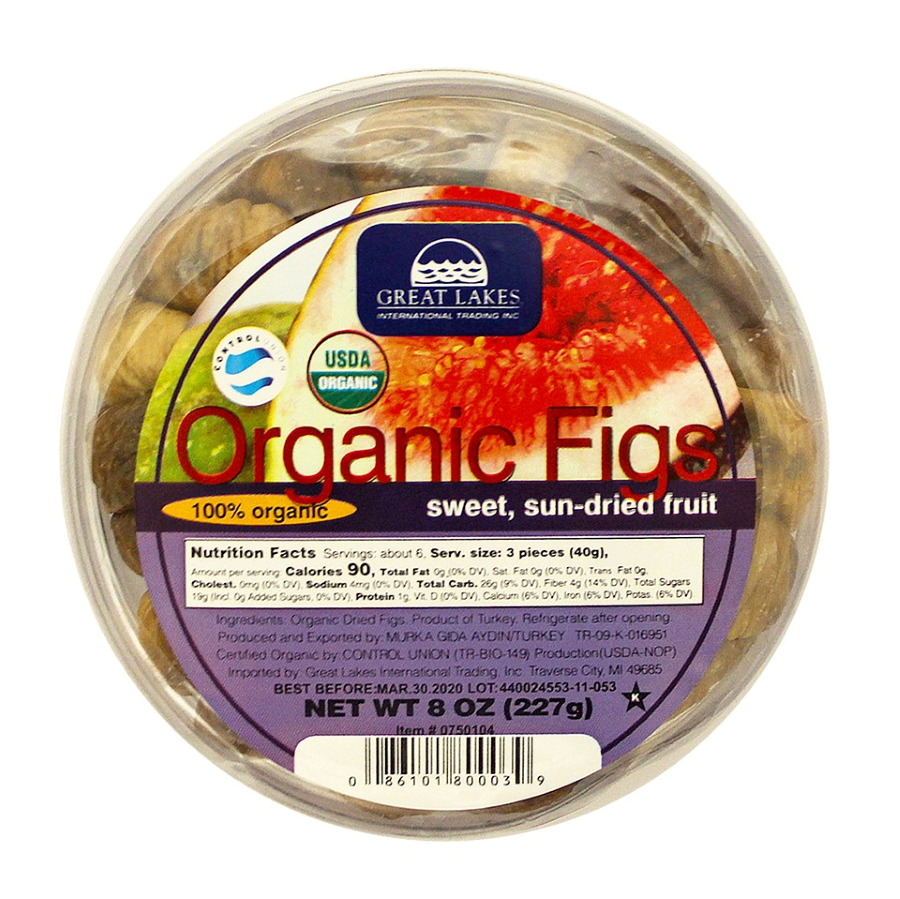 GREAT LAKES
INTERNATIONAL TRADING INC
CONTROL UNION
USDA
ORGANIC
Organic Figs
100% organic
sweet, sun-dried fruit
Nutrition Facts Servings: about 6, Serv. size: 3 pieces (40g),
Amount per serving Calories 90, Total Fat 0g (0% DV), Sat. Fat 0g (0% DV), Trans Fat 0g,
Cholest. 0mg (0% DV), Sodium 4mg (0% DV), Total Carb. 26g (9% DV), Fiber 4g (14% DV), Total Sugars
19g (Incl. 0g Added Sugars, 0% DV), Protein 1g, Vit. D (0% DV), Calcium (6% DV), Iron (6% DV), Potas. (6% DV)
Ingredients: Organic Dried Figs. Product of Turkey. Refrigerate after opening.
Produced and Exported by: MURKA GIDA AYDIN/TURKEY TR-09-K-016951
Certified Organic by: CONTROL UNION (TR-BIO-149) Production(USDA-NOP)
Imported by: Great Lakes International Trading, Inc. Traverse City, MI 49685
BEST BEFORE:MAR.30.2020 LOT:440024553-11-053
NET WT 8 OZ (227g)
K
Item # 0750104
0 86101 80003 9